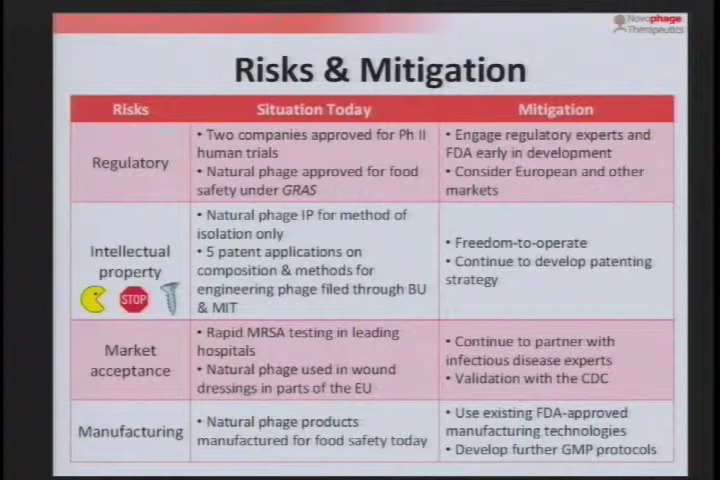 Novophage
Therapeutics
Risks & Mitigation
Risks
Situation Today
Mitigation
Regulatory
• Two companies approved for Ph II
human trials
• Natural phage approved for food
safety under GRAS
• Engage regulatory experts and
FDA early in development
• Consider European and other
markets
Intellectual
property
STOP
• Natural phage IP for method of
isolation only
• 5 patent applications on
composition & methods for
engineering phage filed through BU
& MIT
• Freedom-to-operate
• Continue to develop patenting
strategy
Market
acceptance
• Rapid MRSA testing in leading
hospitals
• Natural phage used in wound
dressings in parts of the EU
• Continue to partner with
infectious disease experts
• Validation with the CDC
Manufacturing
• Natural phage products
manufactured for food safety today
• Use existing FDA-approved
manufacturing technologies
• Develop further GMP protocols